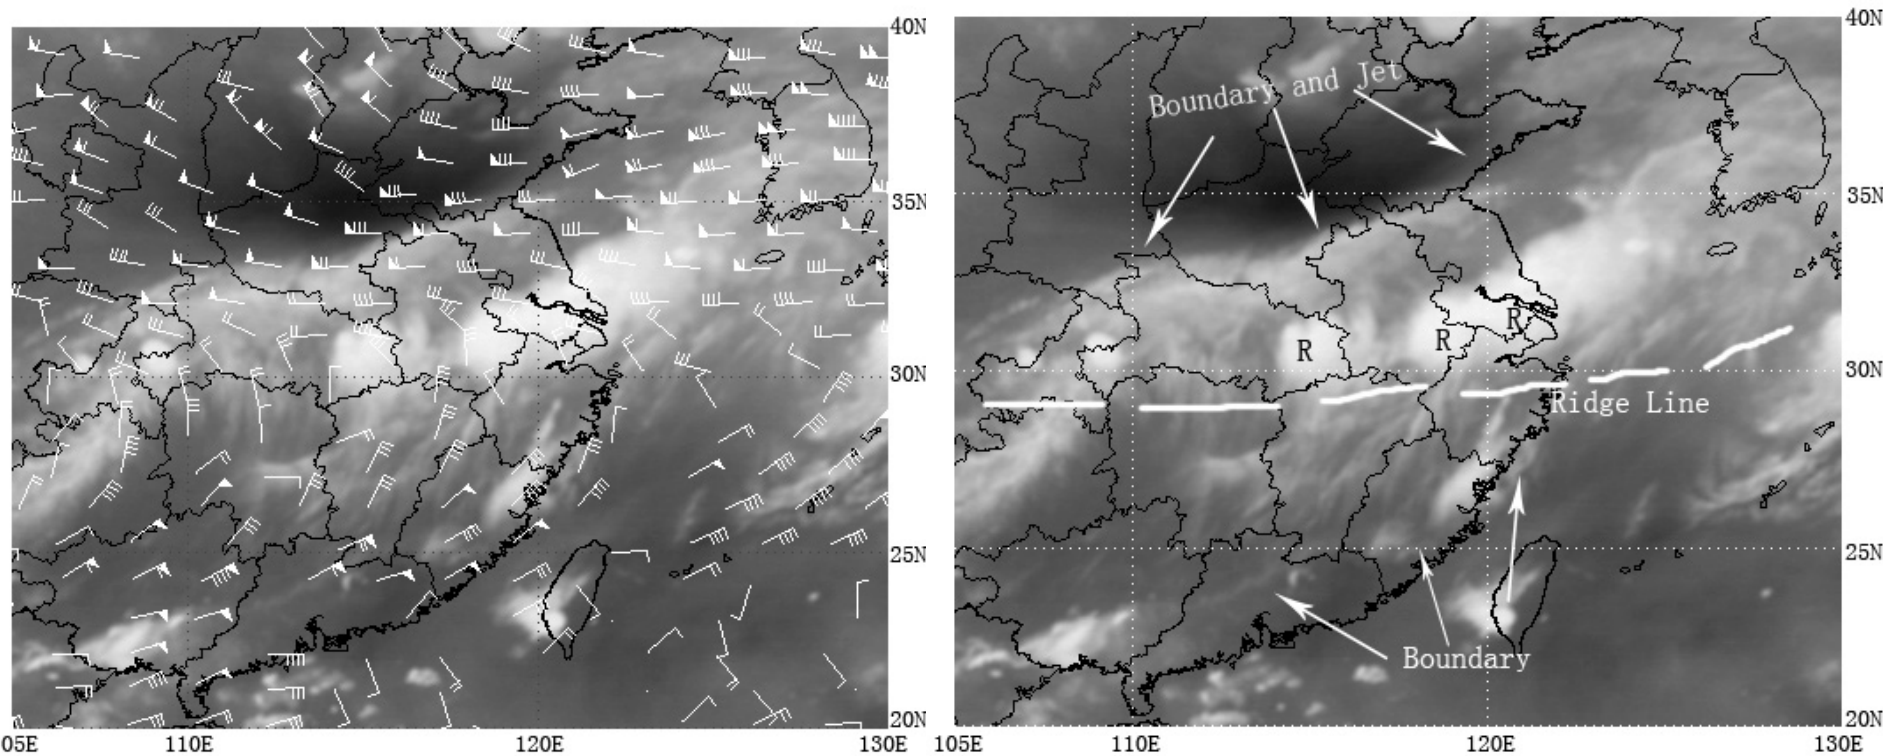 40N
35N
30N
25N
20N
05E
110E
120E
130E
Boundary and Jet
R
R
R
Ridge Line
Boundary
40N
35N
30N
25N
20N
105E
110E
120E
130E